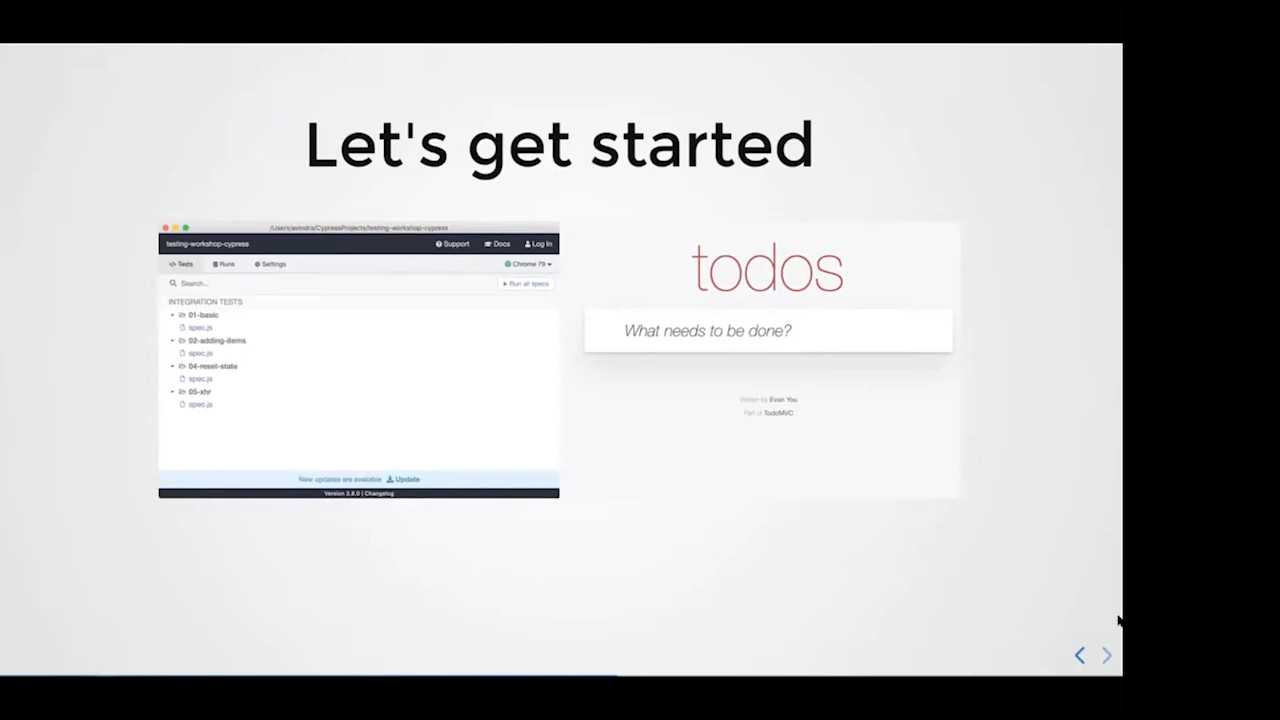 Let's get started
/Users/avindra/CypressProjects/testing-workshop-cypress
testing-workshop-cypress Support Docs Log In
Tests Runs Settings Chrome 79
Search... Run all specs
INTEGRATION TESTS
01-basic
spec.js
02-adding-items
spec.js
04-reset-state
spec.js
05-xhr
spec.js
New updates are available Update
Version 3.8.0 | Changelog
todos
What needs to be done?
Written by Evan You
Part of TodoMVC